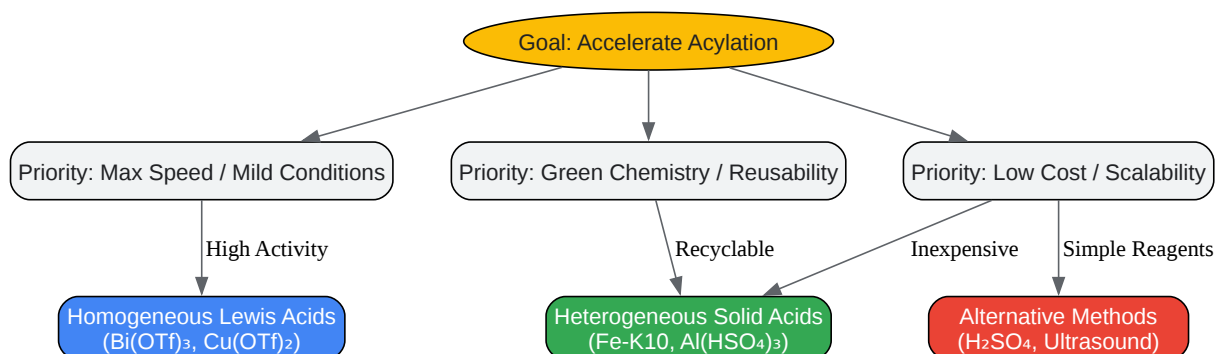 Goal: Accelerate Acylation
Priority: Max Speed / Mild Conditions
Priority: Green Chemistry / Reusability
Priority: Low Cost / Scalability
High Activity
Recyclable
Inexpensive
Simple Reagents
Homogeneous Lewis Acids
(Bi(OTf)₃, Cu(OTf)₂)
Heterogeneous Solid Acids
(Fe-K10, Al(HSO₄)₃)
Alternative Methods
(H₂SO₄, Ultrasound)